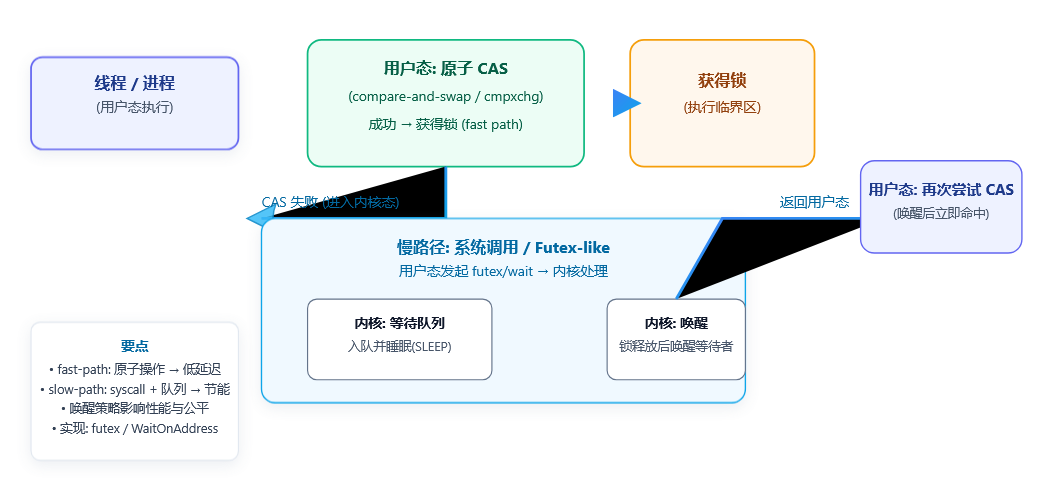 线程 / 进程
(用户态执行)
用户态: 原子 CAS
(compare-and-swap / cmpxchg)
成功 → 获得锁 (fast path)
获得锁
(执行临界区)
CAS 失败 (进入内核态)
返回用户态
用户态: 再次尝试 CAS
(唤醒后立即命中)
慢路径: 系统调用 / Futex-like
用户态发起 futex/wait → 内核处理
内核: 等待队列
入队并睡眠(SLEEP)
内核: 唤醒
锁释放后唤醒等待者
要点
• fast-path: 原子操作 → 低延迟
• slow-path: syscall + 队列 → 节能
• 唤醒策略影响性能与公平
• 实现: futex / WaitOnAddress